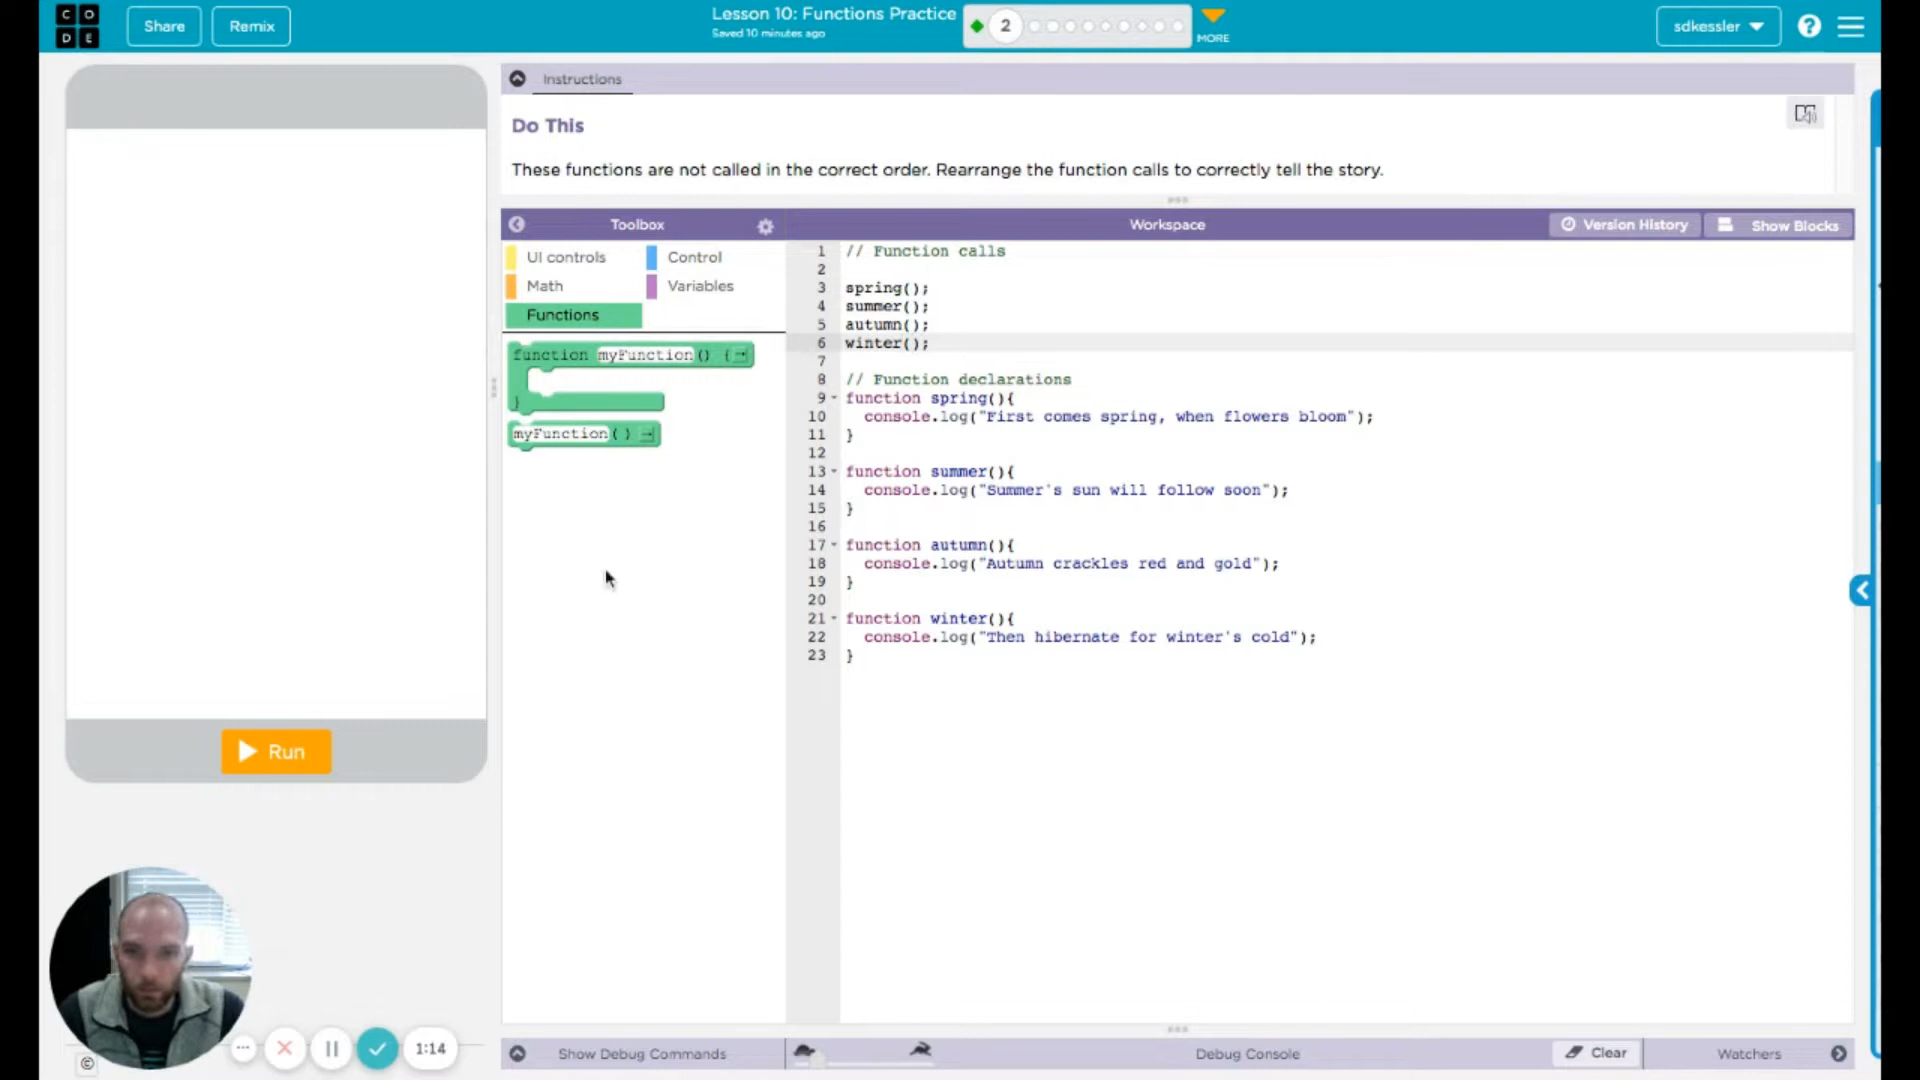 C O
D E
Share
Remix
Lesson 10: Functions Practice
Saved 10 minutes ago
2
MORE
sdkessler
?
Instructions
Do This
These functions are not called in the correct order. Rearrange the function calls to correctly tell the story.
Toolbox
Workspace
Version History
Show Blocks
UI controls
Control
Math
Variables
Functions
function myFunction() {
}
myFunction()
1 // Function calls
2
3 spring();
4 summer();
5 autumn();
6 winter();
7
8 // Function declarations
9 function spring(){
10 console.log("First comes spring, when flowers bloom");
11 }
12
13 function summer(){
14 console.log("Summer's sun will follow soon");
15 }
16
17 function autumn(){
18 console.log("Autumn crackles red and gold");
19 }
20
21 function winter(){
22 console.log("Then hibernate for winter's cold");
23 }
Run
1:14
©
Show Debug Commands
Debug Console
Clear
Watchers